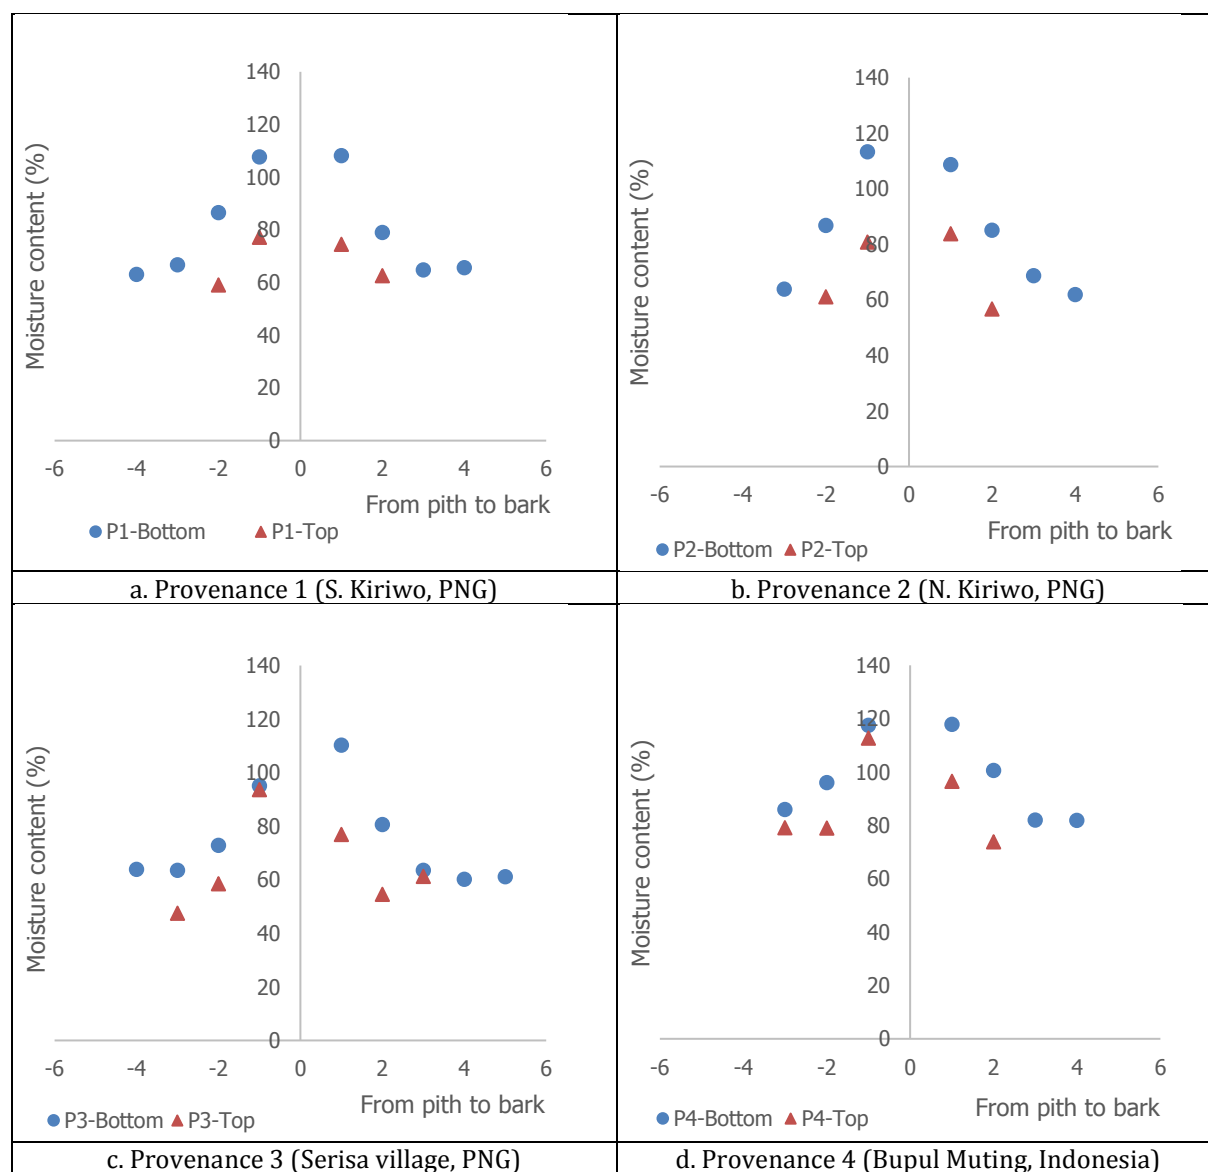 140
120
100
80
60
40
20
0
-6 -4 -2 0 2 4 6
Moisture content (%)
From pith to bark
P1-Bottom P1-Top
a. Provenance 1 (S. Kiriwo, PNG)
140
120
100
80
60
40
20
0
-6 -4 -2 0 2 4 6
Moisture content (%)
From pith to bark
P2-Bottom P2-Top
b. Provenance 2 (N. Kiriwo, PNG)
140
120
100
80
60
40
20
0
-6 -4 -2 0 2 4 6
Moisture content (%)
From pith to bark
P3-Bottom P3-Top
c. Provenance 3 (Serisa village, PNG)
140
120
100
80
60
40
20
0
-6 -4 -2 0 2 4 6
Moisture content (%)
From pith to bark
P4-Bottom P4-Top
d. Provenance 4 (Bupul Muting, Indonesia)